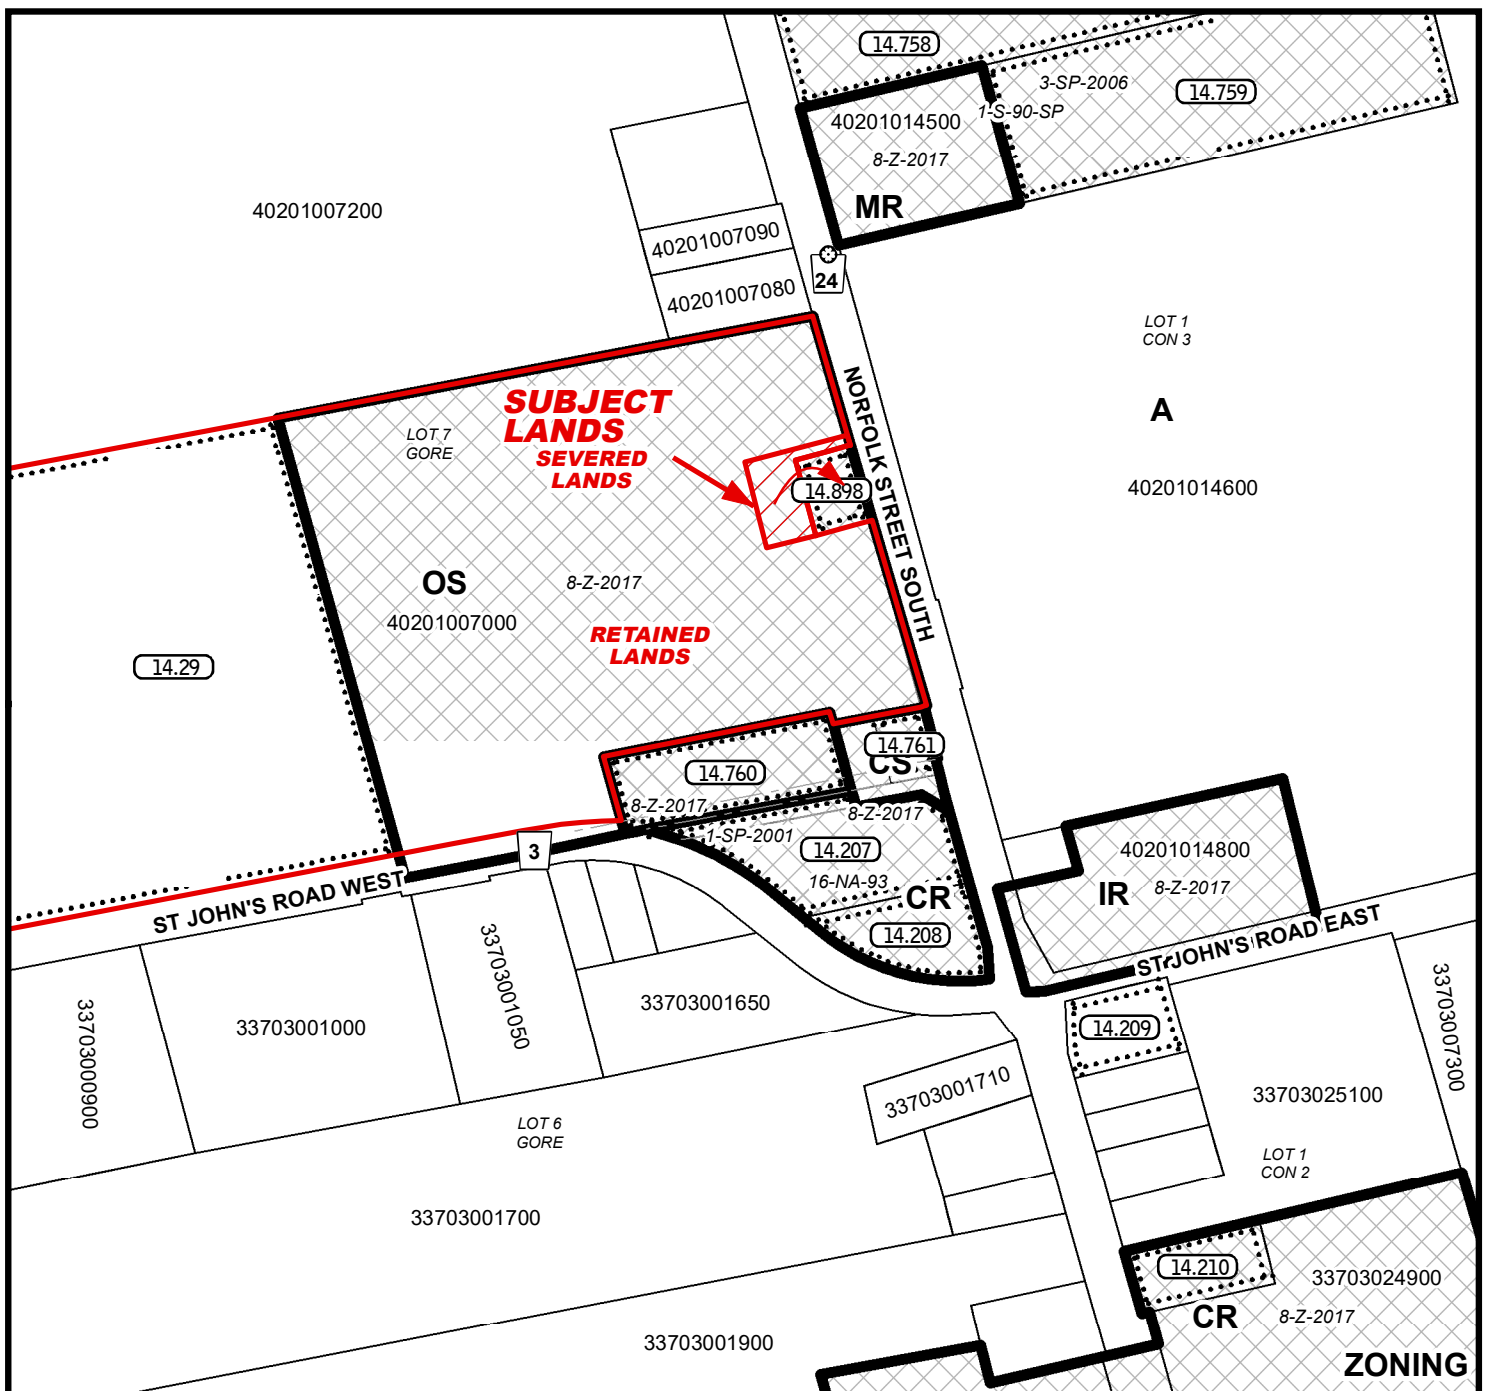 14.758
3-SP-2006
14.759
1-S-90-SP
40201014500
8-Z-2017
MR
40201007200
40201007090
40201007080
24
LOT 1
CON 3
A
40201014600
NORFOLK STREET SOUTH
SUBJECT
LANDS
SEVERED
LANDS
LOT 7
GORE
14.898
OS
8-Z-2017
40201007000
RETAINED
LANDS
14.29
14.761
CS
14.760
8-Z-2017
8-Z-2017
1-SP-2001
14.207
3
16-NA-93
CR
14.208
40201014800
IR
8-Z-2017
ST JOHN'S ROAD WEST
ST JOHN'S ROAD EAST
33703000900
33703001000
33703001050
33703001650
14.209
33703007300
33703001710
33703025100
LOT 6
GORE
LOT 1
CON 2
33703001700
14.210
33703024900
CR
8-Z-2017
33703001900
ZONING